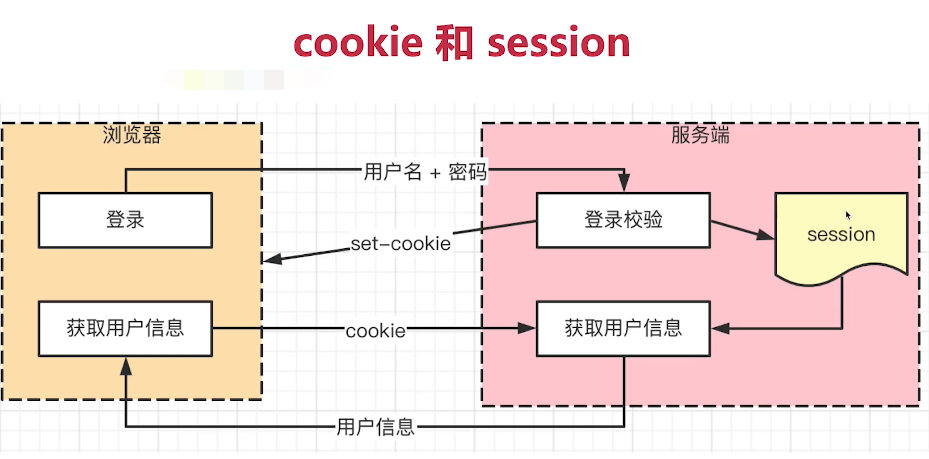 cookie 和 session
浏览器
服务端
用户名 + 密码
登录
登录校验
session
set-cookie
获取用户信息
cookie
获取用户信息
用户信息